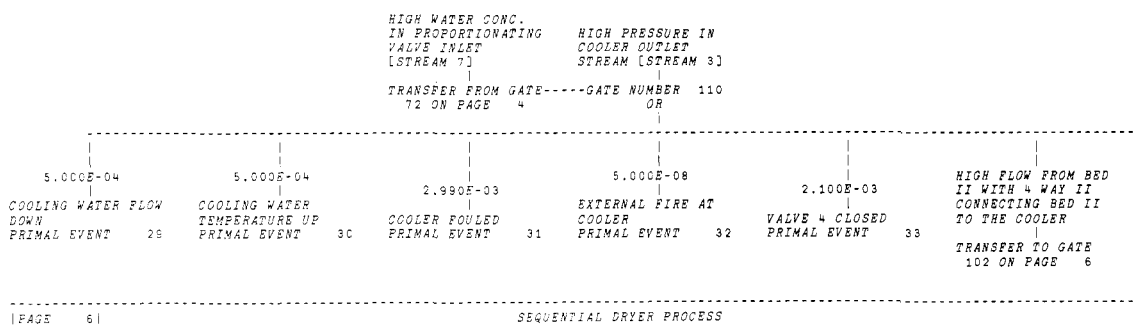 HIGH WATER CONC.
IN PROPORTIONATING HIGH PRESSURE IN
VALVE INLET COOLER OUTLET
[STREAM 7] STREAM [STREAM 3]
TRANSFER FROM GATE-----GATE NUMBER 110
72 ON PAGE 4 OR
5.000E-04 5.000E-04 2.990E-03 5.000E-08 2.100E-03 HIGH FLOW FROM BED
II WITH 4 WAY II
CONNECTING BED II
TO THE COOLER
COOLING WATER FLOW
DOWN
PRIMAL EVENT 29
COOLING WATER
TEMPERATURE UP
PRIMAL EVENT 30
COOLER FOULED
PRIMAL EVENT 31
EXTERNAL FIRE AT
COOLER
PRIMAL EVENT 32
VALVE 4 CLOSED
PRIMAL EVENT 33
TRANSFER TO GATE
102 ON PAGE 6
|PAGE 6| SEQUENTIAL DRYER PROCESS